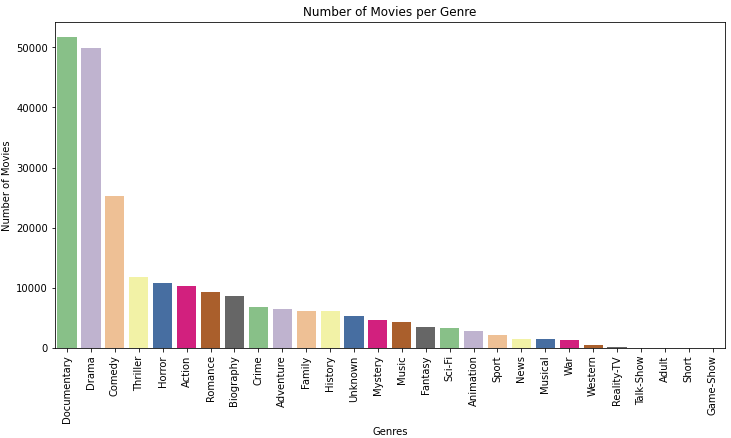 Number of Movies per Genre
Number of Movies
50000
40000
30000
20000
10000
0
Documentary
Drama
Comedy
Thriller
Horror
Action
Romance
Biography
Crime
Adventure
Family
History
Unknown
Mystery
Music
Fantasy
Sci-Fi
Animation
Sport
News
Musical
War
Western
Reality-TV
Talk-Show
Adult
Short
Game-Show
Genres